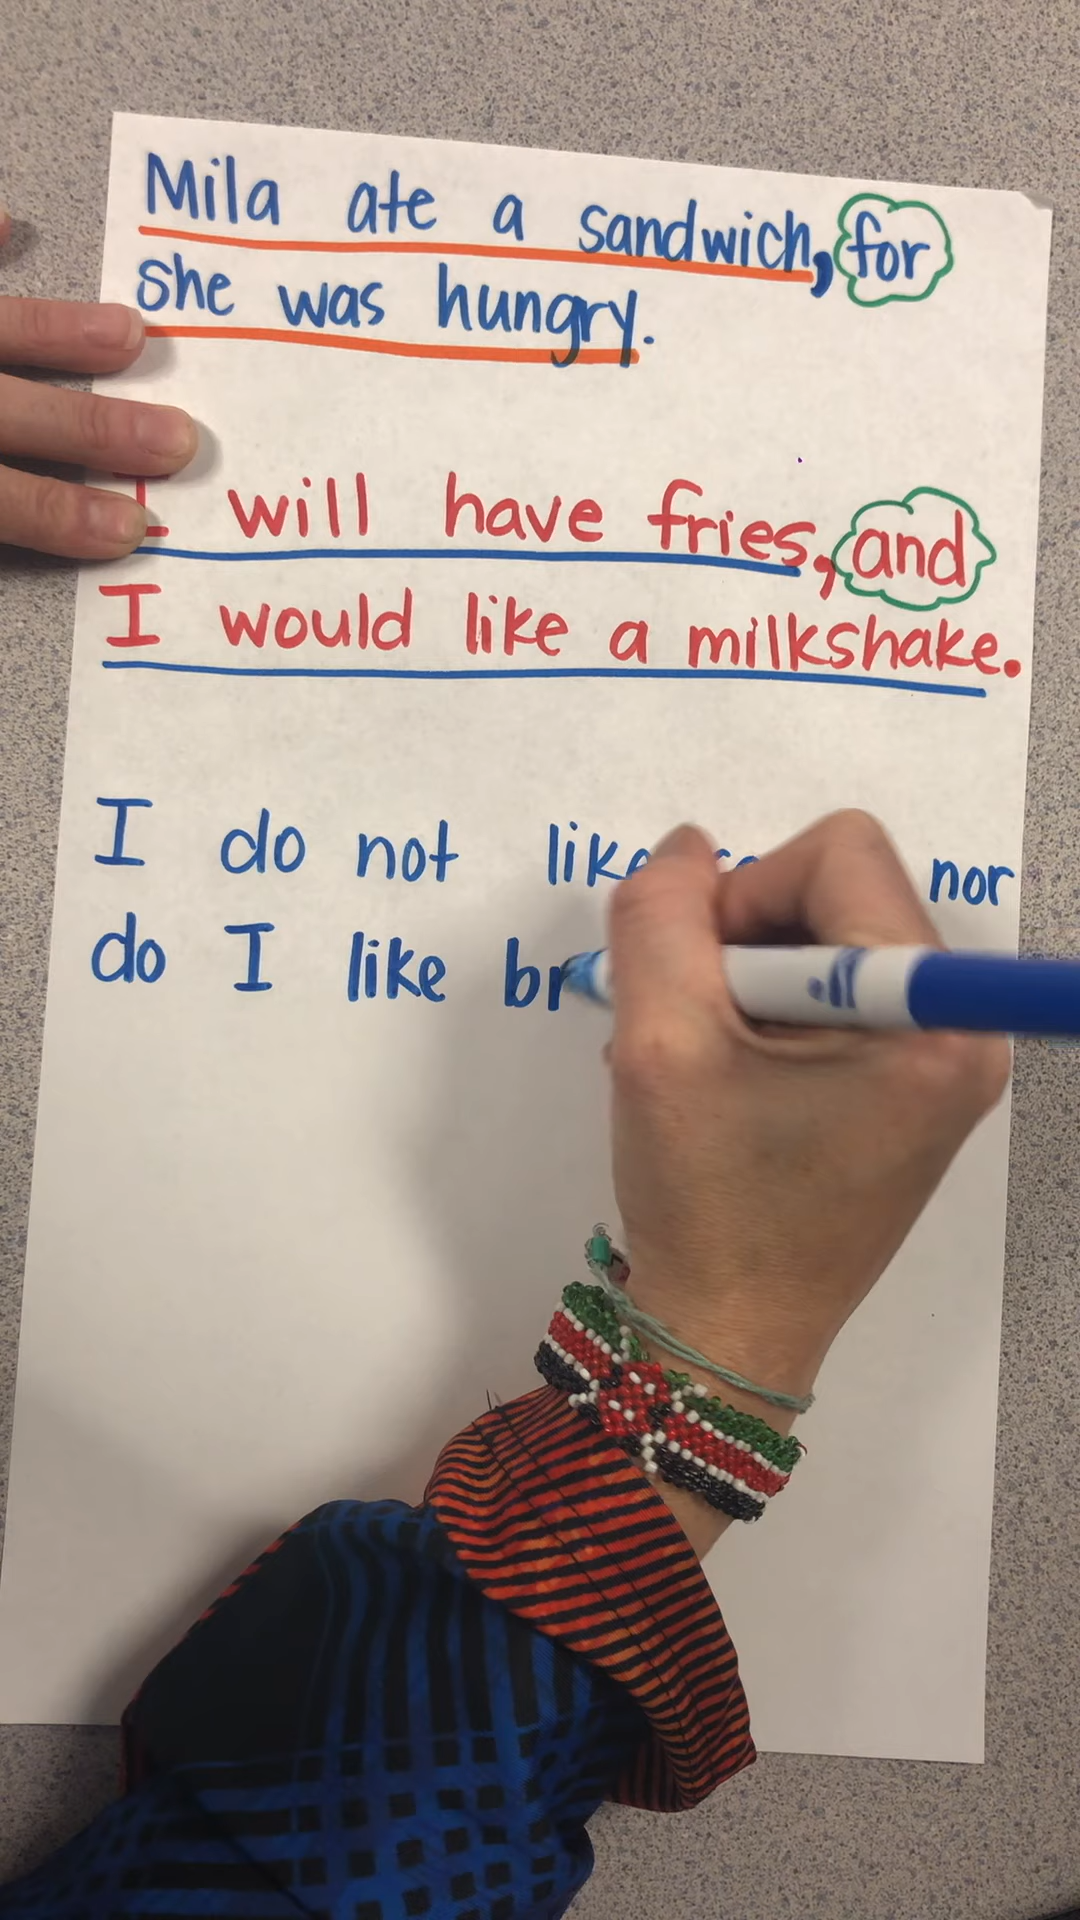 Mila ate a sandwich, for
she was hungry.
I will have fries, and
I would like a milkshake.
I do not like nor
do I like br